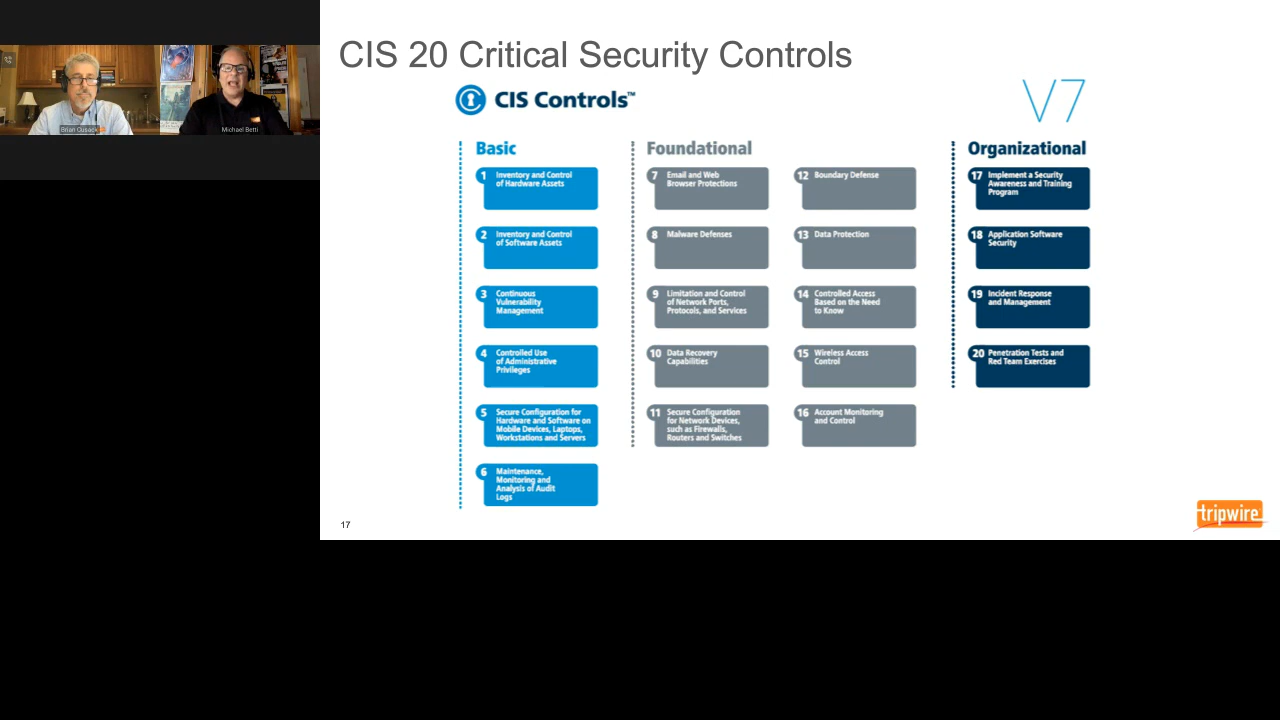 Brian Cusack
Michael Betti
CIS 20 Critical Security Controls
CIS Controls™
V7
Basic
1 Inventory and Control
of Hardware Assets
2 Inventory and Control
of Software Assets
3 Continuous
Vulnerability
Management
4 Controlled Use
of Administrative
Privileges
5 Secure Configuration for
Hardware and Software on
Mobile Devices, Laptops,
Workstations and Servers
6 Maintenance,
Monitoring and
Analysis of Audit
Logs
Foundational
7 Email and Web
Browser Protections
8 Malware Defenses
9 Limitation and Control
of Network Ports,
Protocols, and Services
10 Data Recovery
Capabilities
11 Secure Configuration
for Network Devices,
such as Firewalls,
Routers and Switches
12 Boundary Defense
13 Data Protection
14 Controlled Access
Based on the Need
to Know
15 Wireless Access
Control
16 Account Monitoring
and Control
Organizational
17 Implement a Security
Awareness and Training
Program
18 Application Software
Security
19 Incident Response
and Management
20 Penetration Tests and
Red Team Exercises
17
tripwire